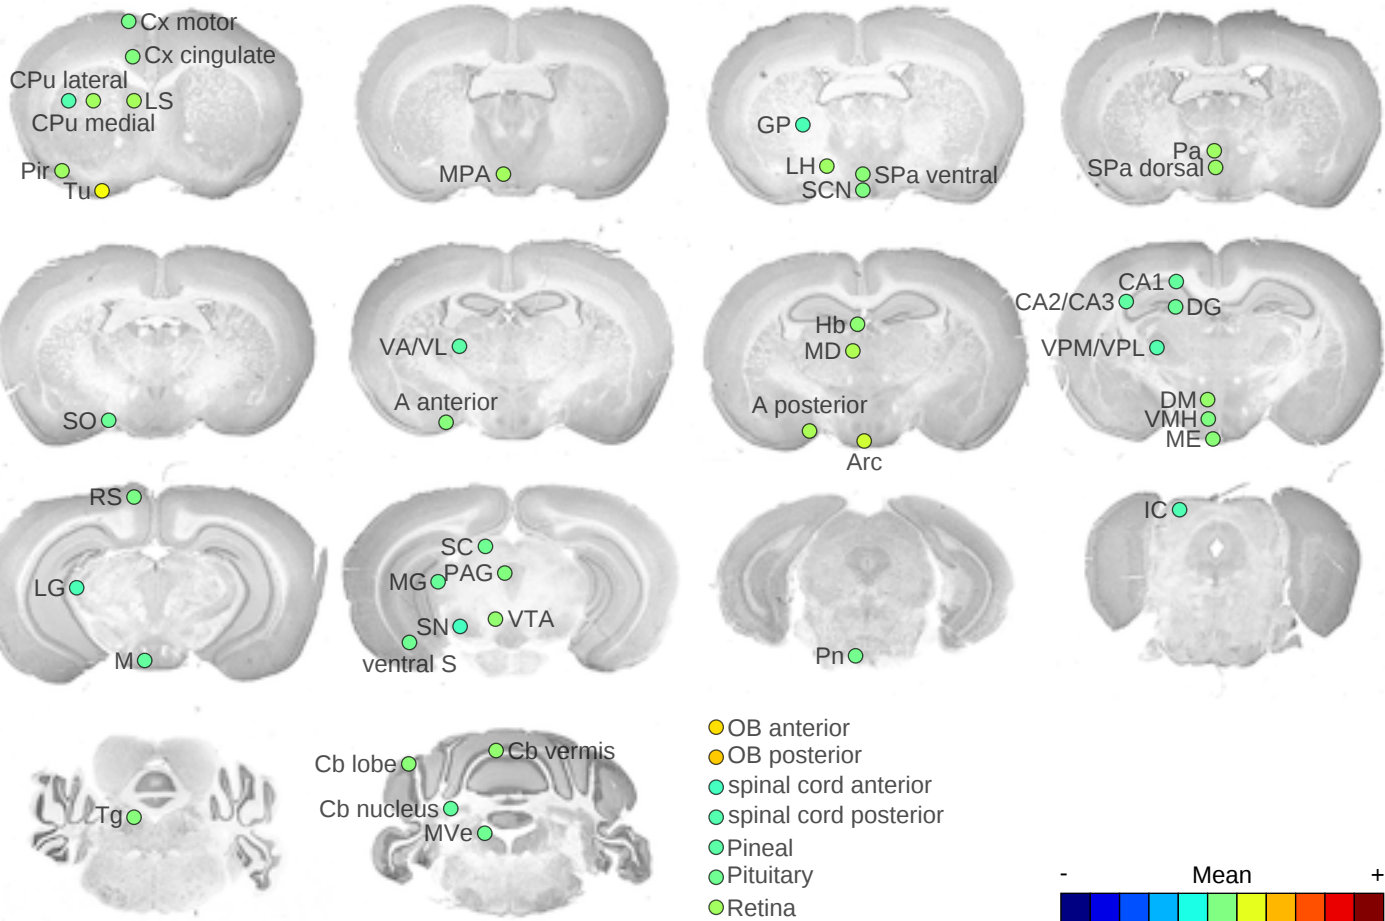 Cx motor
Cx cingulate
CPu lateral
LS
CPu medial
Pir
Tu
MPA
GP
LH
SPa ventral
SCN
Pa
SPa dorsal
SO
VA/VL
A anterior
Hb
MD
A posterior
Arc
CA1
CA2/CA3
DG
VPM/VPL
DM
VMH
ME
RS
LG
M
SC
MG
PAG
SN
VTA
ventral S
Pn
IC
Tg
Cb lobe
Cb vermis
Cb nucleus
MVe
OB anterior
OB posterior
spinal cord anterior
spinal cord posterior
Pineal
Pituitary
Retina
- Mean +